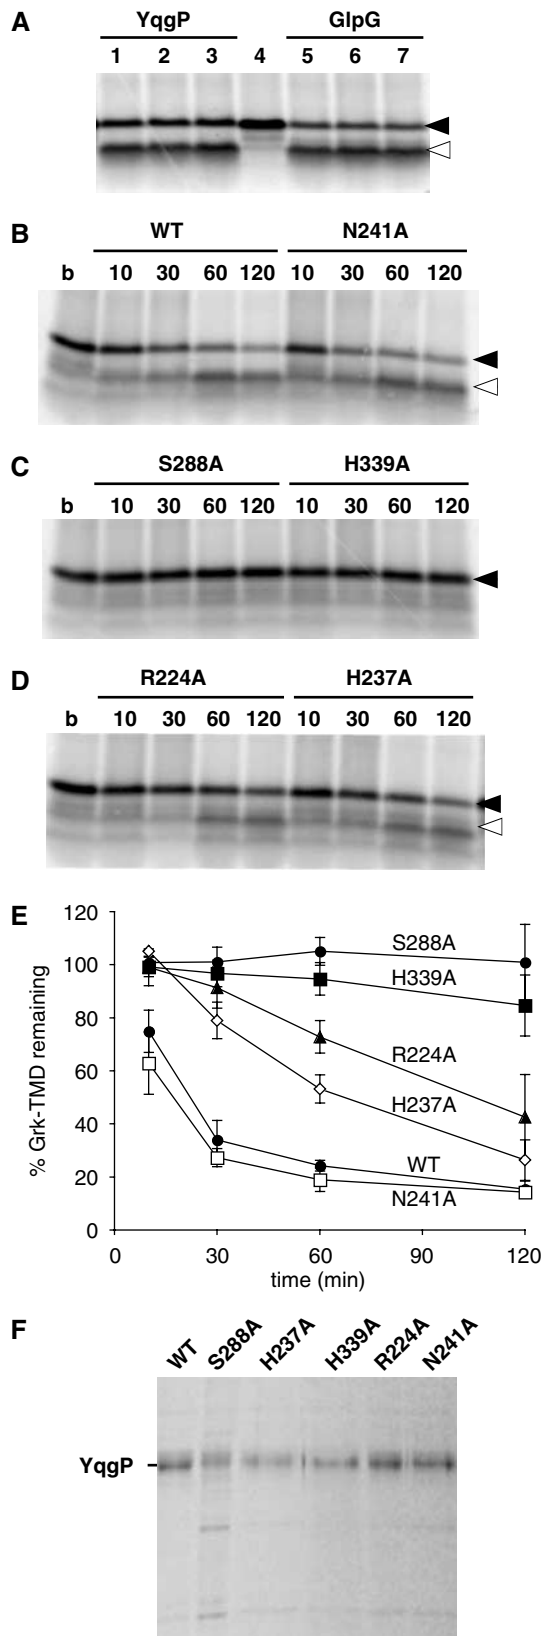 A
YqgP GlpG
1 2 3 4 5 6 7
B
WT N241A
b 10 30 60 120 10 30 60 120
C
S288A H339A
b 10 30 60 120 10 30 60 120
D
R224A H237A
b 10 30 60 120 10 30 60 120
E
% Grk-TMD remaining
120
100
80
60
40
20
0
S288A
H339A
R224A
H237A
WT
N241A
0 30 60 90 120
time (min)
F
WT S288A H237A H339A R224A N241A
YqgP